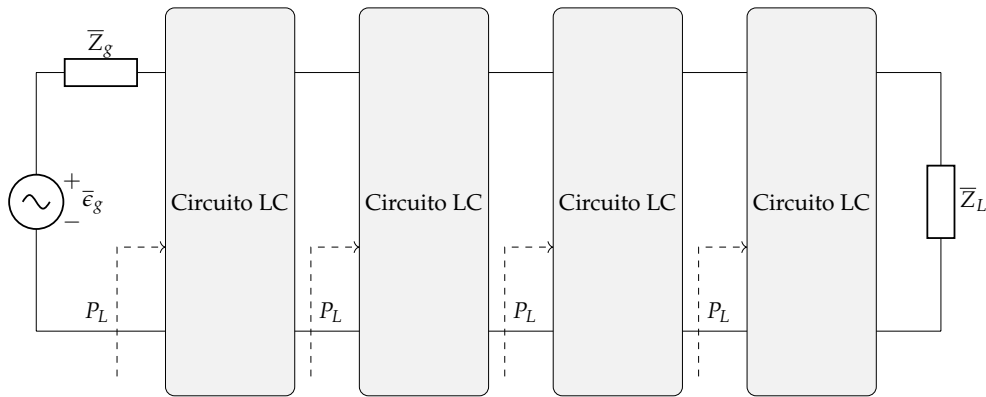 Z̅g
+
ϵ̅g
−
Circuito LC
Circuito LC
Circuito LC
Circuito LC
Z̅L
PL
PL
PL
PL